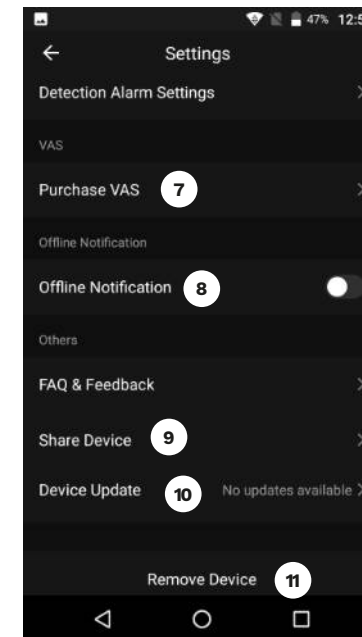 47% 12:5
Settings
Detection Alarm Settings
VAS
Purchase VAS 7
Offline Notification
Offline Notification 8
Others
FAQ & Feedback
Share Device 9
Device Update 10 No updates available
Remove Device 11